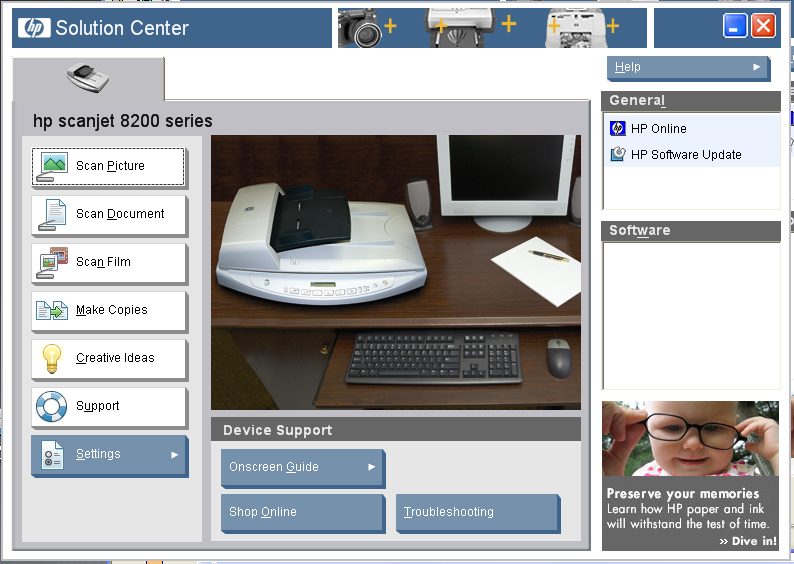 hp Solution Center
Help
hp scanjet 8200 series
Scan Picture
Scan Document
Scan Film
Make Copies
Creative Ideas
Support
Settings
Device Support
Onscreen Guide
Shop Online
Troubleshooting
General
HP Online
HP Software Update
Software
Preserve your memories
Learn how HP paper and ink
will withstand the test of time.
›› Dive in!